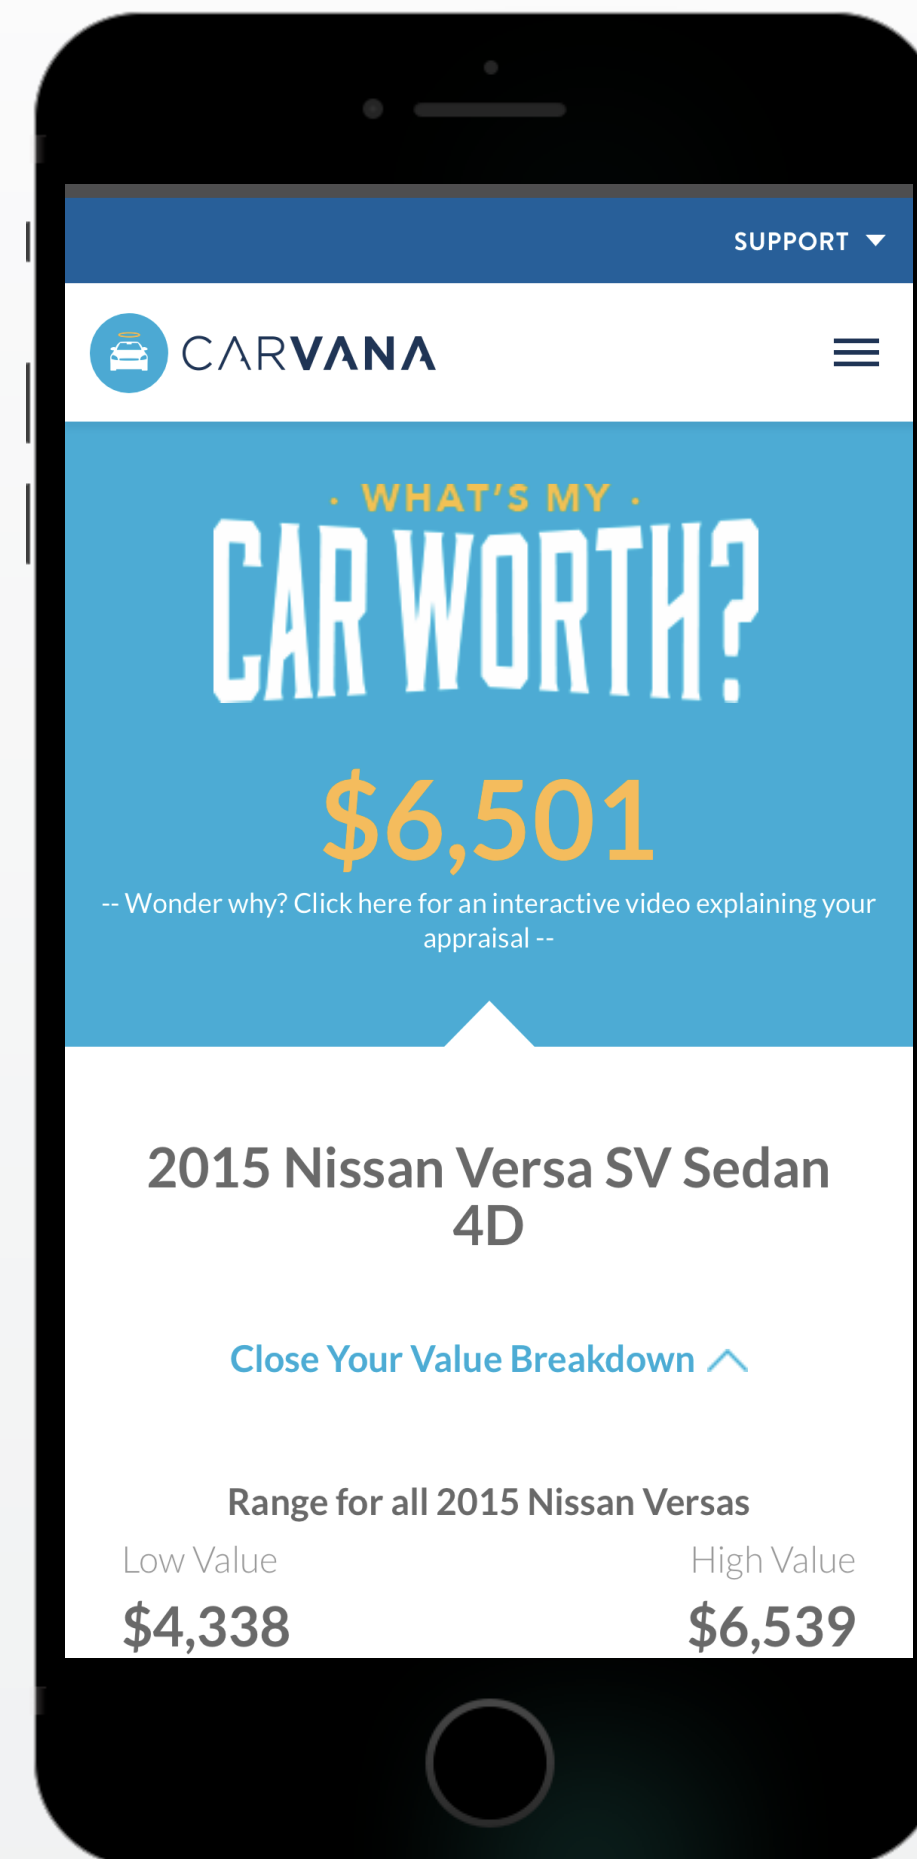 SUPPORT
CARVANA
· WHAT'S MY ·
CAR WORTH?
$6,501
-- Wonder why? Click here for an interactive video explaining your
appraisal --
2015 Nissan Versa SV Sedan
4D
Close Your Value Breakdown
Range for all 2015 Nissan Versas
Low Value High Value
$4,338 $6,539